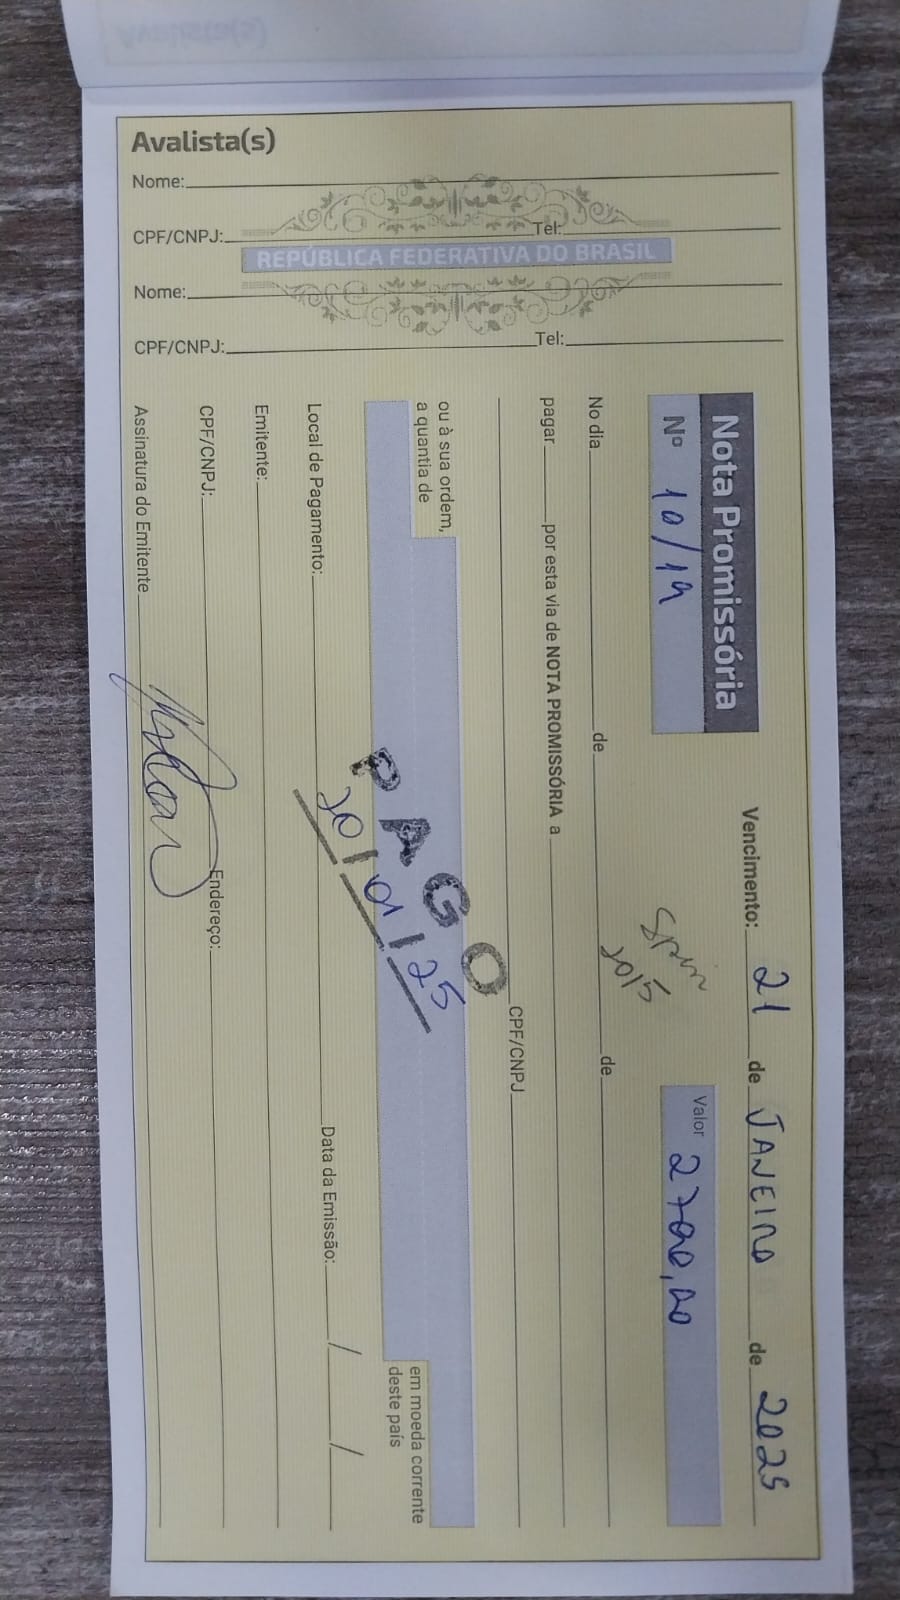 Avalista(s)
Nome:
CPF/CNPJ: Tel:
REPÚBLICA FEDERATIVA DO BRASIL
Nome:
CPF/CNPJ: Tel:
Nota Promissória Vencimento: 21 de JANEIRO de 2025
Nº 10/19 Valor 2700,00
No dia de de
pagar por esta via de NOTA PROMISSÓRIA a
CPF/CNPJ
ou à sua ordem,
a quantia de
em moeda corrente
deste país
PAGO
20/01/25
Local de Pagamento: Data da Emissão: / /
Emitente:
CPF/CNPJ: Endereço:
Assinatura do Emitente